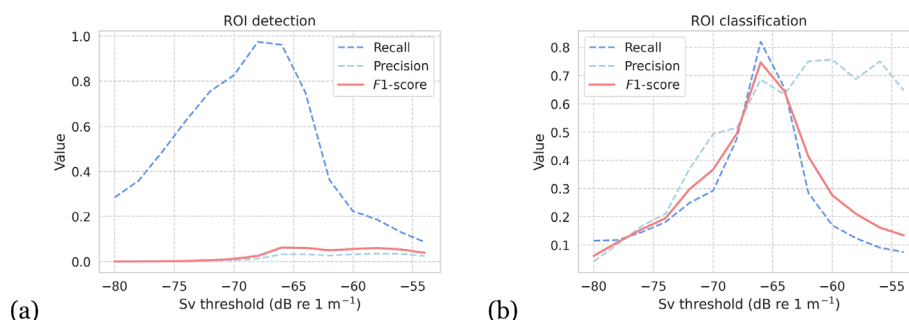 ROI detection
1.0
0.8
0.6
0.4
0.2
0.0
Value
Recall
Precision
F1-score
−80
−75
−70
−65
−60
−55
Sv threshold (dB re 1 m⁻¹)
(a)
ROI classification
0.8
0.7
0.6
0.5
0.4
0.3
0.2
0.1
Value
Recall
Precision
F1-score
−80
−75
−70
−65
−60
−55
Sv threshold (dB re 1 m⁻¹)
(b)